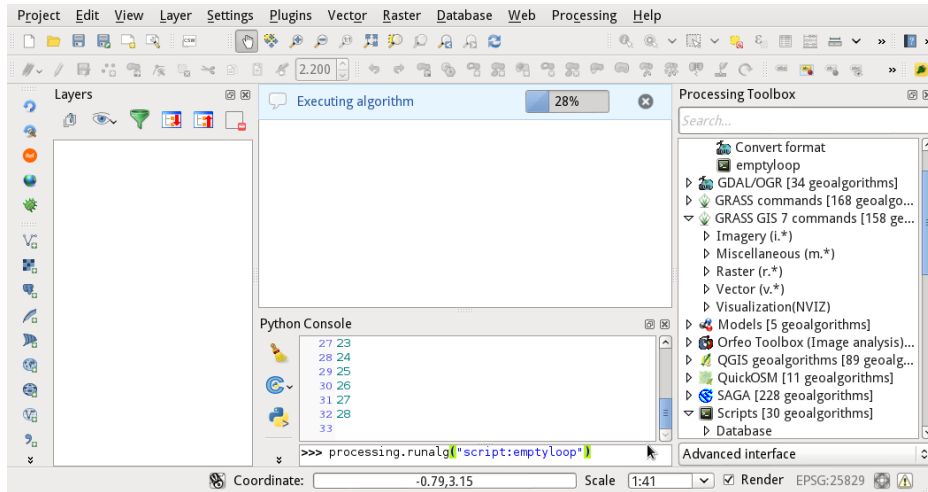 Project Edit View Layer Settings Plugins Vector Raster Database Web Processing Help
CSW
2.200
Layers
Executing algorithm 28%
Processing Toolbox
Search...
Convert format
emptyloop
GDAL/OGR [34 geoalgorithms]
GRASS commands [168 geoalgo...
GRASS GIS 7 commands [158 ge...
Imagery (i.*)
Miscellaneous (m.*)
Raster (r.*)
Vector (v.*)
Visualization(NVIZ)
Models [5 geoalgorithms]
Orfeo Toolbox (Image analysis)...
QGIS geoalgorithms [89 geoalg...
QuickOSM [11 geoalgorithms]
SAGA [228 geoalgorithms]
Scripts [30 geoalgorithms]
Database
Advanced interface
Python Console
27 23
28 24
29 25
30 26
31 27
32 28
33
>>> processing.runalg("script:emptyloop")
Coordinate: -0.79,3.15 Scale 1:41 Render EPSG:25829